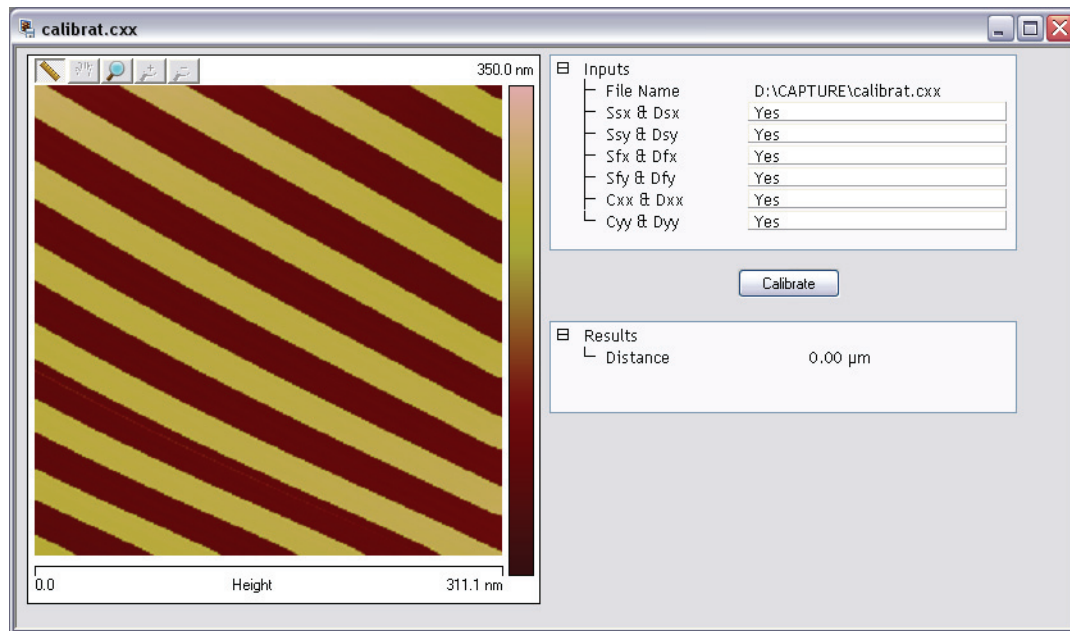 calibrat.cxx
350.0 nm
0.0 Height 311.1 nm
Inputs
File Name D:\CAPTURE\calibrat.cxx
Ssx & Dsx Yes
Ssy & Dsy Yes
Sfx & Dfx Yes
Sfy & Dfy Yes
Cxx & Dxx Yes
Cyy & Dyy Yes
Calibrate
Results
Distance 0.00 µm